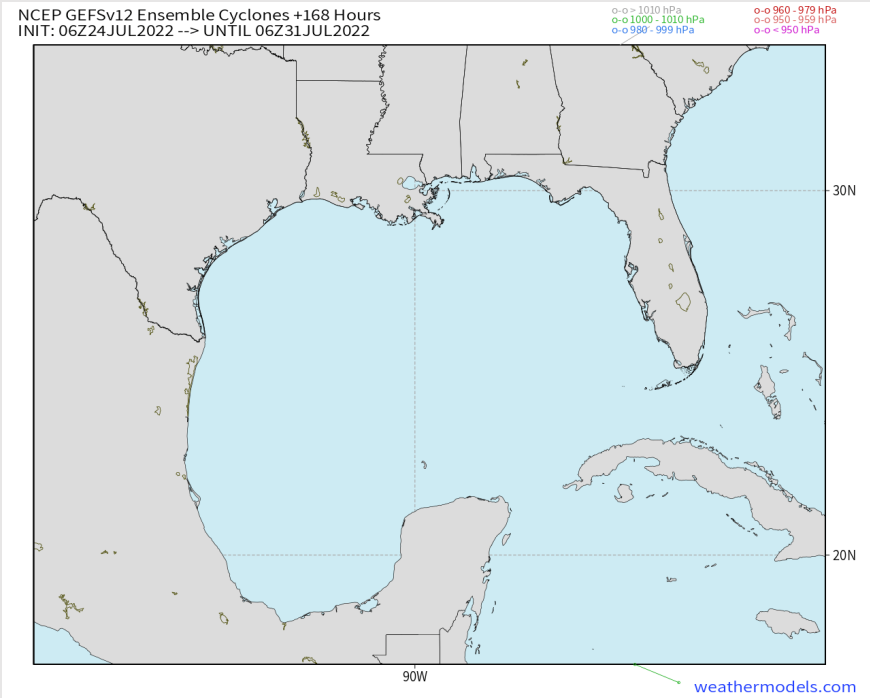 NCEP GEFSv12 Ensemble Cyclones +168 Hours
INIT: 06Z24JUL2022 --> UNTIL 06Z31JUL2022
o-o > 1010 hPa
o-o 1000 - 1010 hPa
o-o 980 - 999 hPa
o-o 960 - 979 hPa
o-o 950 - 959 hPa
o-o < 950 hPa
30N
20N
90W
weathermodels.com